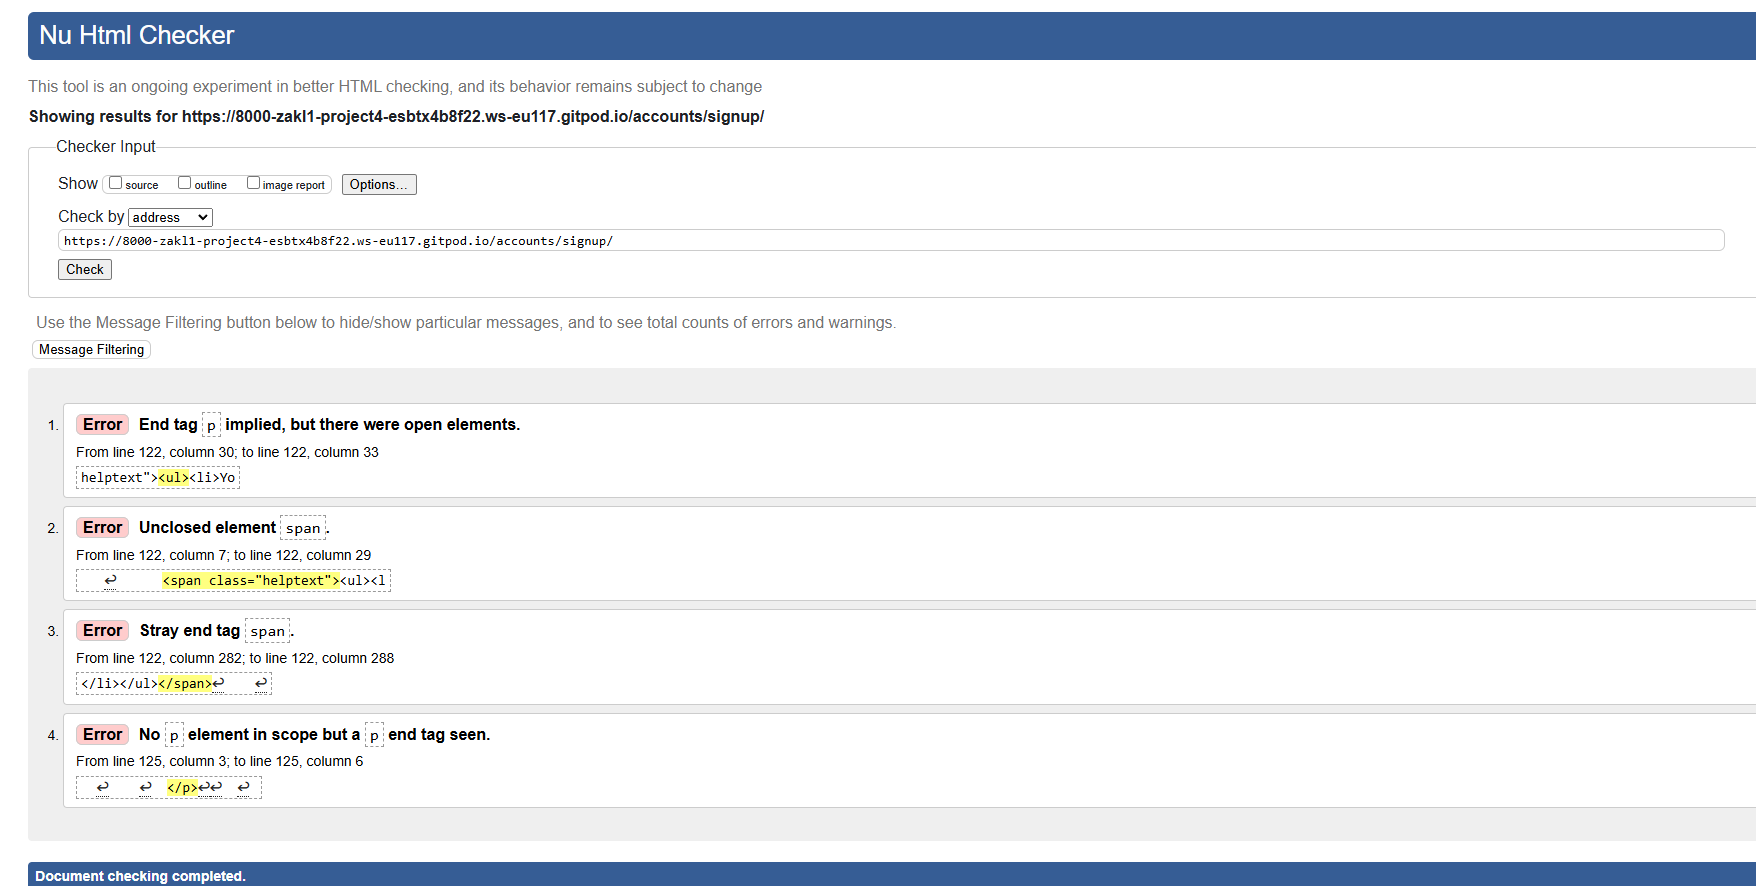 Nu Html Checker
This tool is an ongoing experiment in better HTML checking, and its behavior remains subject to change
Showing results for https://8000-zakl1-project4-esbtx4b8f22.ws-eu117.gitpod.io/accounts/signup/
Checker Input
Show source outline image report Options...
Check by address
https://8000-zakl1-project4-esbtx4b8f22.ws-eu117.gitpod.io/accounts/signup/
Check
Use the Message Filtering button below to hide/show particular messages, and to see total counts of errors and warnings.
Message Filtering
1. Error End tag p implied, but there were open elements.
From line 122, column 30; to line 122, column 33
helptext"><ul><li>Yo
2. Error Unclosed element span.
From line 122, column 7; to line 122, column 29
↩ <span class="helptext"><ul><l
3. Error Stray end tag span.
From line 122, column 282; to line 122, column 288
</li></ul></span>↩ ↩
4. Error No p element in scope but a p end tag seen.
From line 125, column 3; to line 125, column 6
↩ ↩ </p>↩↩ ↩
Document checking completed.